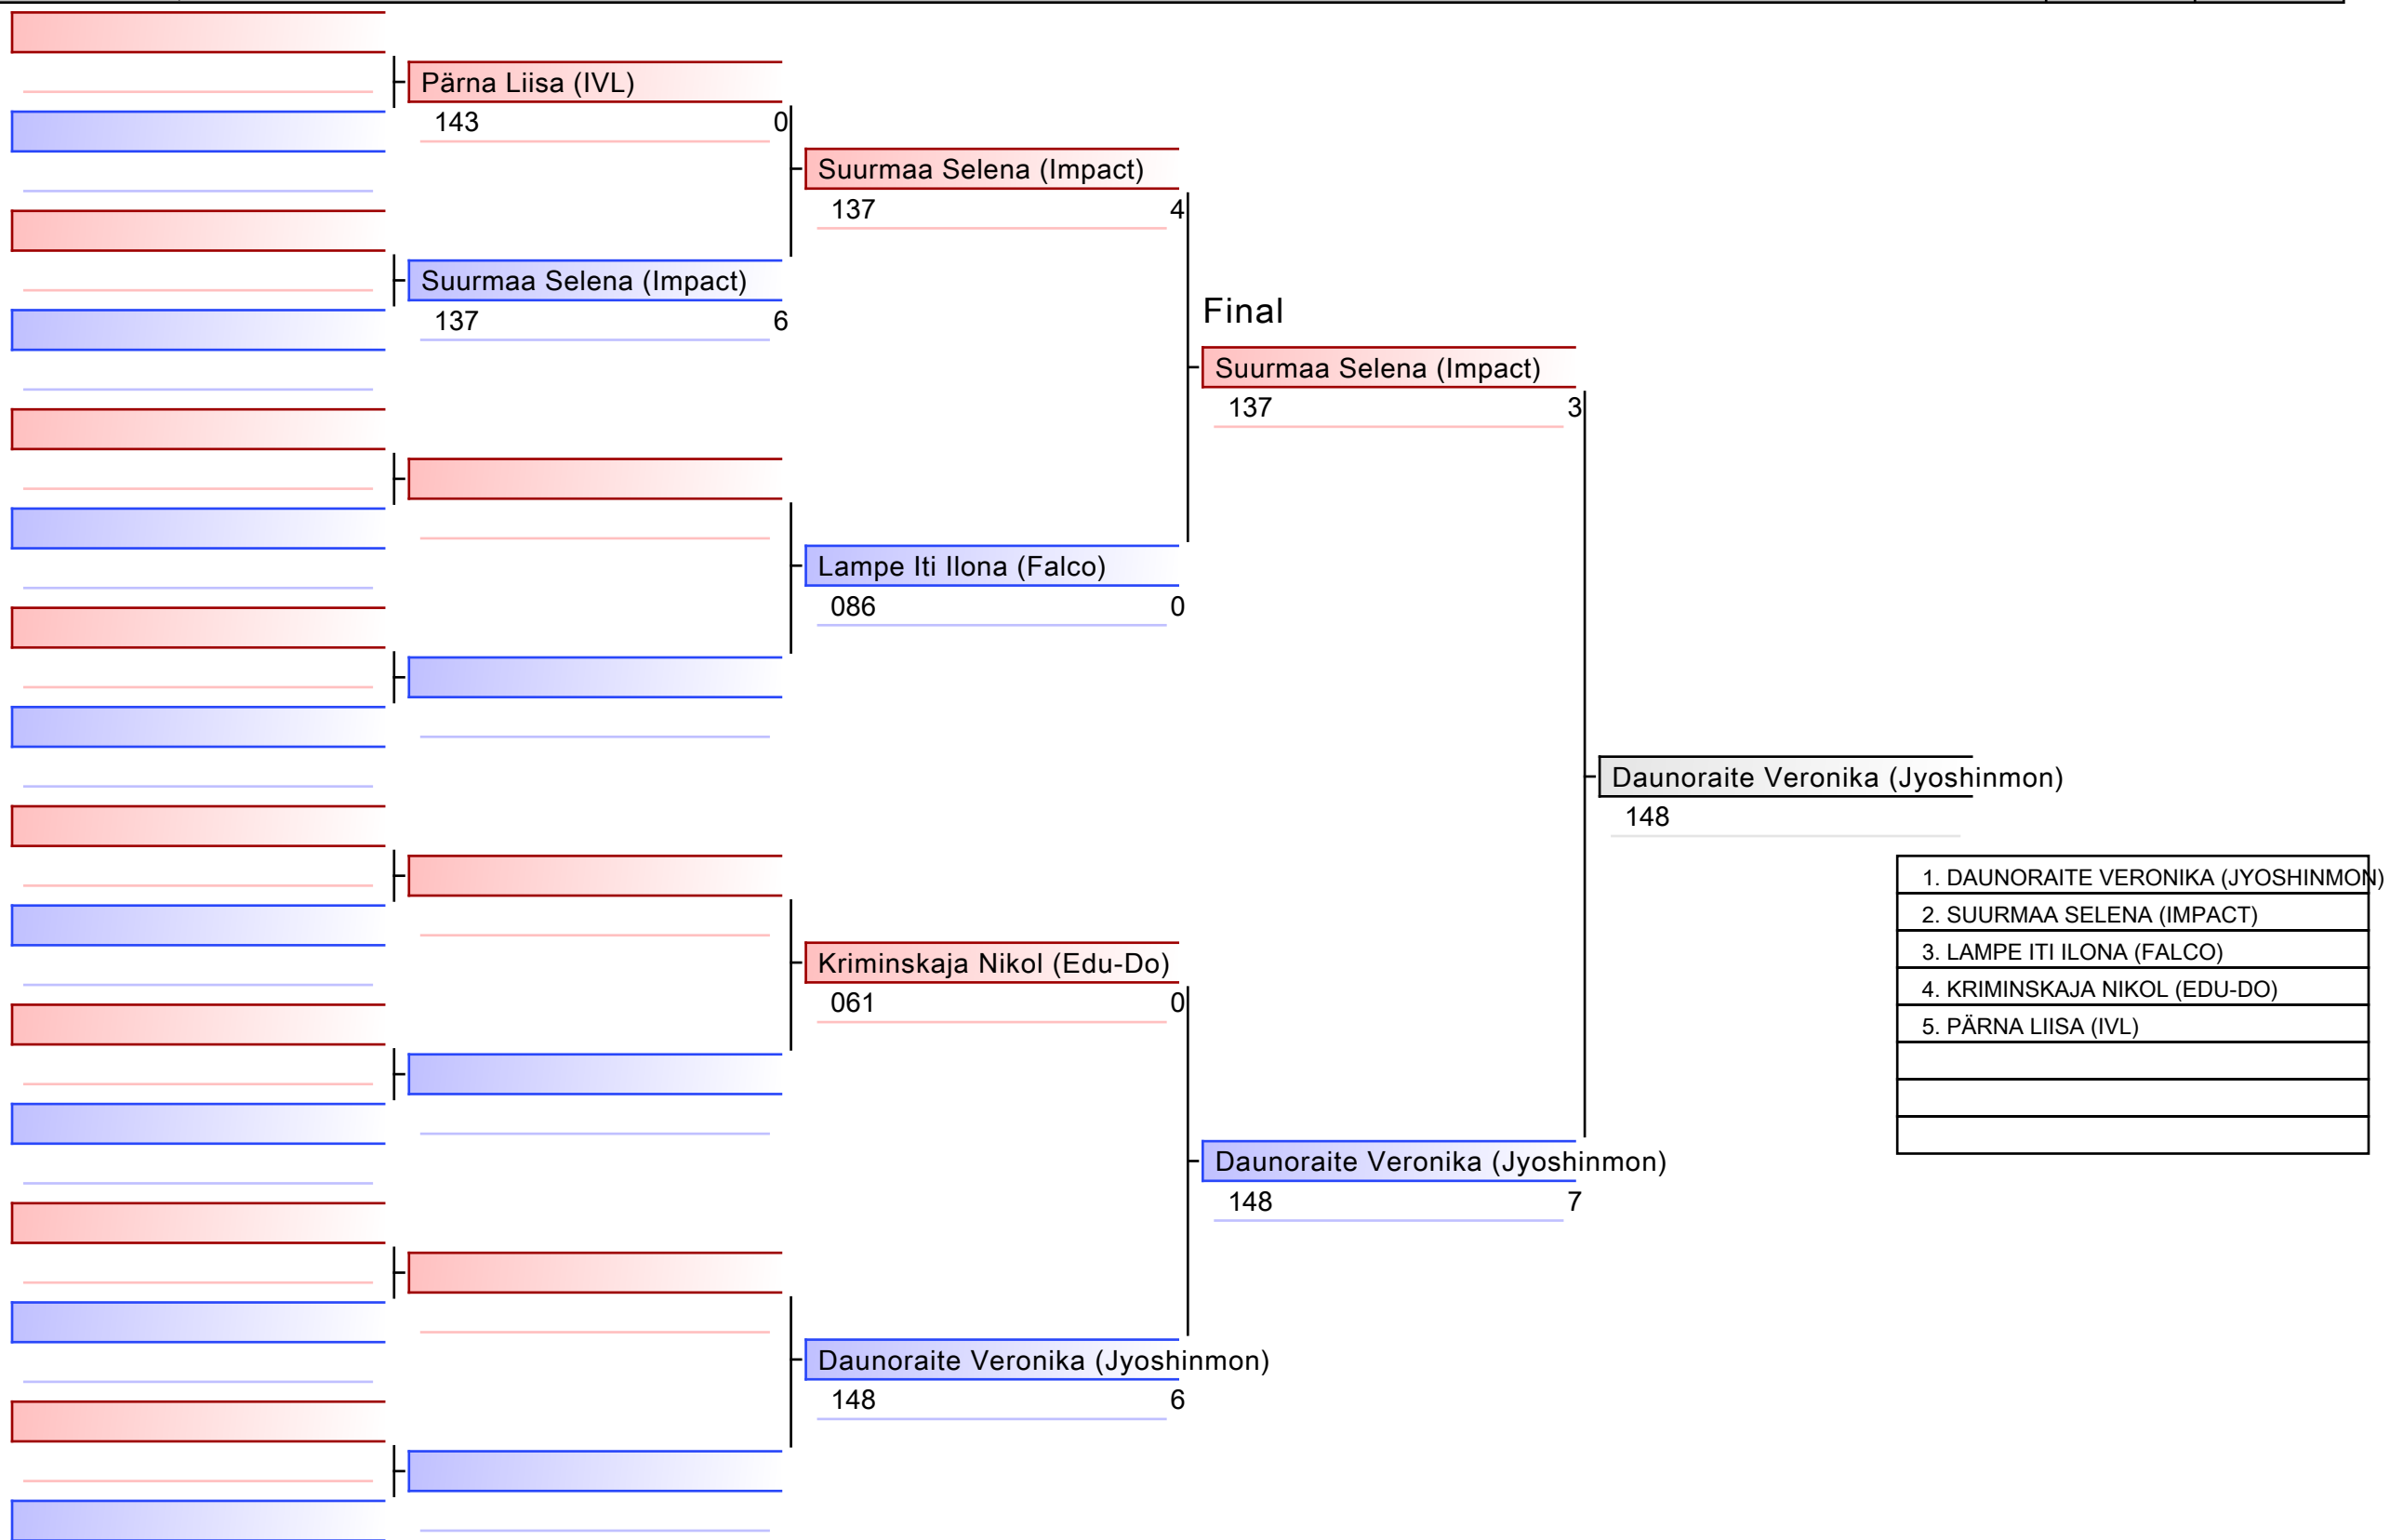 Pärna Liisa (IVL)
143 0
Suurmaa Selena (Impact)
137 6
Suurmaa Selena (Impact)
137 4
Lampe Iti Ilona (Falco)
086 0
Kriminskaja Nikol (Edu-Do)
061 0
Daunoraite Veronika (Jyoshinmon)
148 6
Final
Suurmaa Selena (Impact)
137 3
Daunoraite Veronika (Jyoshinmon)
148 7
Daunoraite Veronika (Jyoshinmon)
148
1. DAUNORAITE VERONIKA (JYOSHINMON)
2. SUURMAA SELENA (IMPACT)
3. LAMPE ITI ILONA (FALCO)
4. KRIMINSKAJA NIKOL (EDU-DO)
5. PÄRNA LIISA (IVL)